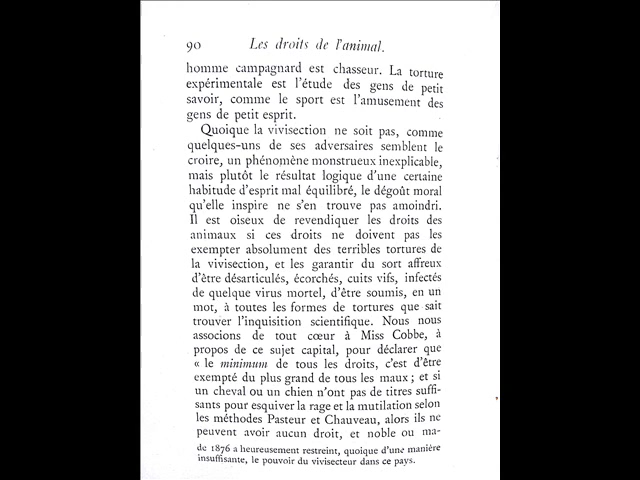 90 Les droits de l'animal.
homme campagnard est chasseur. La torture
expérimentale est l'étude des gens de petit
savoir, comme le sport est l'amusement des
gens de petit esprit.
Quoique la vivisection ne soit pas, comme
quelques-uns de ses adversaires semblent le
croire, un phénomène monstrueux inexplicable,
mais plutôt le résultat logique d'une certaine
habitude d'esprit mal équilibré, le dégoût moral
qu'elle inspire ne s'en trouve pas amoindri.
Il est oiseux de revendiquer les droits des
animaux si ces droits ne doivent pas les
exempter absolument des terribles tortures de
la vivisection, et les garantir du sort affreux
d'être désarticulés, écorchés, cuits vifs, infectés
de quelque virus mortel, d'être soumis, en un
mot, à toutes les formes de tortures que sait
trouver l'inquisition scientifique. Nous nous
associons de tout cœur à Miss Cobbe, à
propos de ce sujet capital, pour déclarer que
« le minimum de tous les droits, c'est d'être
exempté du plus grand de tous les maux ; et si
un cheval ou un chien n'ont pas de titres suffi-
sants pour esquiver la rage et la mutilation selon
les méthodes Pasteur et Chauveau, alors ils ne
peuvent avoir aucun droit, et noble ou ma-
de 1876 a heureusement restreint, quoique d'une manière
insuffisante, le pouvoir du vivisecteur dans ce pays.